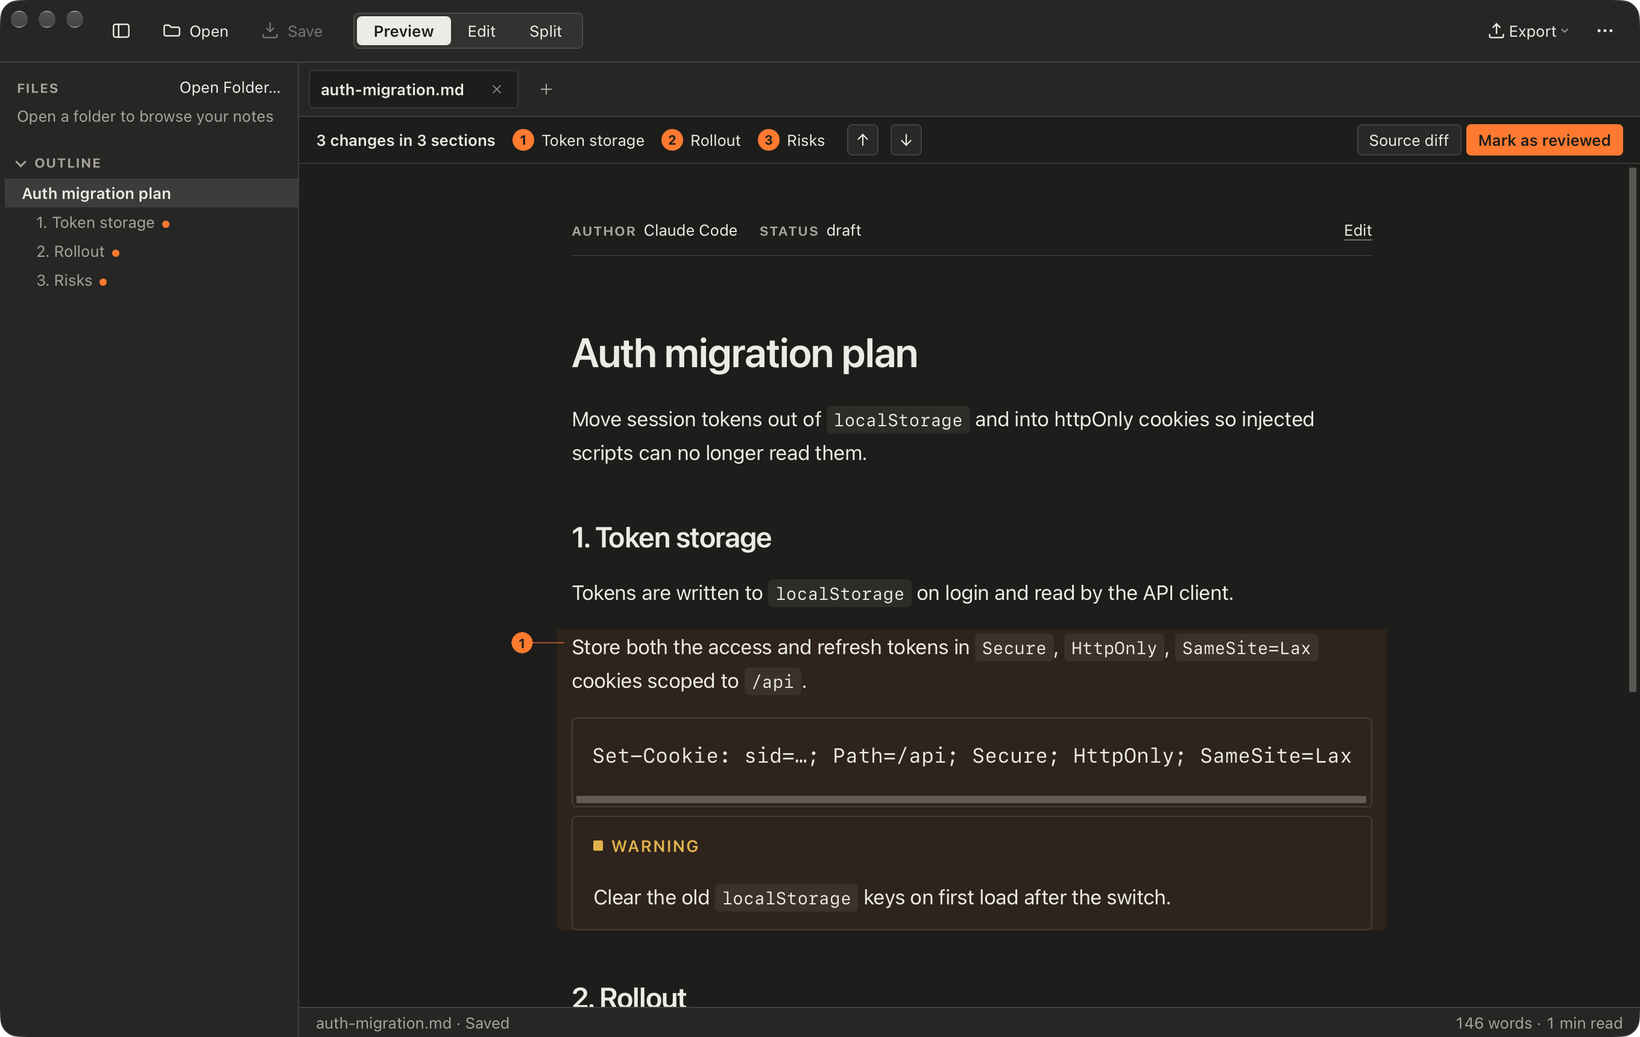 Open
Save
Preview
Edit
Split
Export
FILES
Open Folder...
Open a folder to browse your notes
OUTLINE
Auth migration plan
1. Token storage
2. Rollout
3. Risks
auth-migration.md
3 changes in 3 sections
1 Token storage
2 Rollout
3 Risks
Source diff
Mark as reviewed
AUTHOR Claude Code STATUS draft
Edit
Auth migration plan
Move session tokens out of localStorage and into httpOnly cookies so injected
scripts can no longer read them.
1. Token storage
Tokens are written to localStorage on login and read by the API client.
1
Store both the access and refresh tokens in Secure, HttpOnly, SameSite=Lax
cookies scoped to /api.
Set-Cookie: sid=…; Path=/api; Secure; HttpOnly; SameSite=Lax
WARNING
Clear the old localStorage keys on first load after the switch.
2. Rollout
auth-migration.md · Saved
146 words · 1 min read